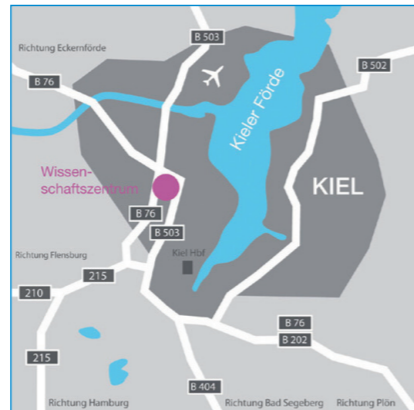 B 503
Richtung Eckernförde
B 502
B 76
Kieler Förde
Wissen-
schaftszentrum
KIEL
B 76
B 503
Richtung Flensburg
Kiel Hbf
215
210
B 76
B 202
215
B 404
Richtung Hamburg
Richtung Bad Segeberg
Richtung Plön